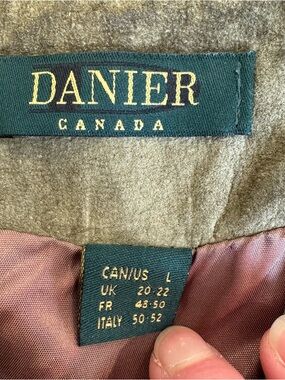 DANIER
CANADA
CAN/US L
UK 20-22
FR 48-50
ITALY 50-52